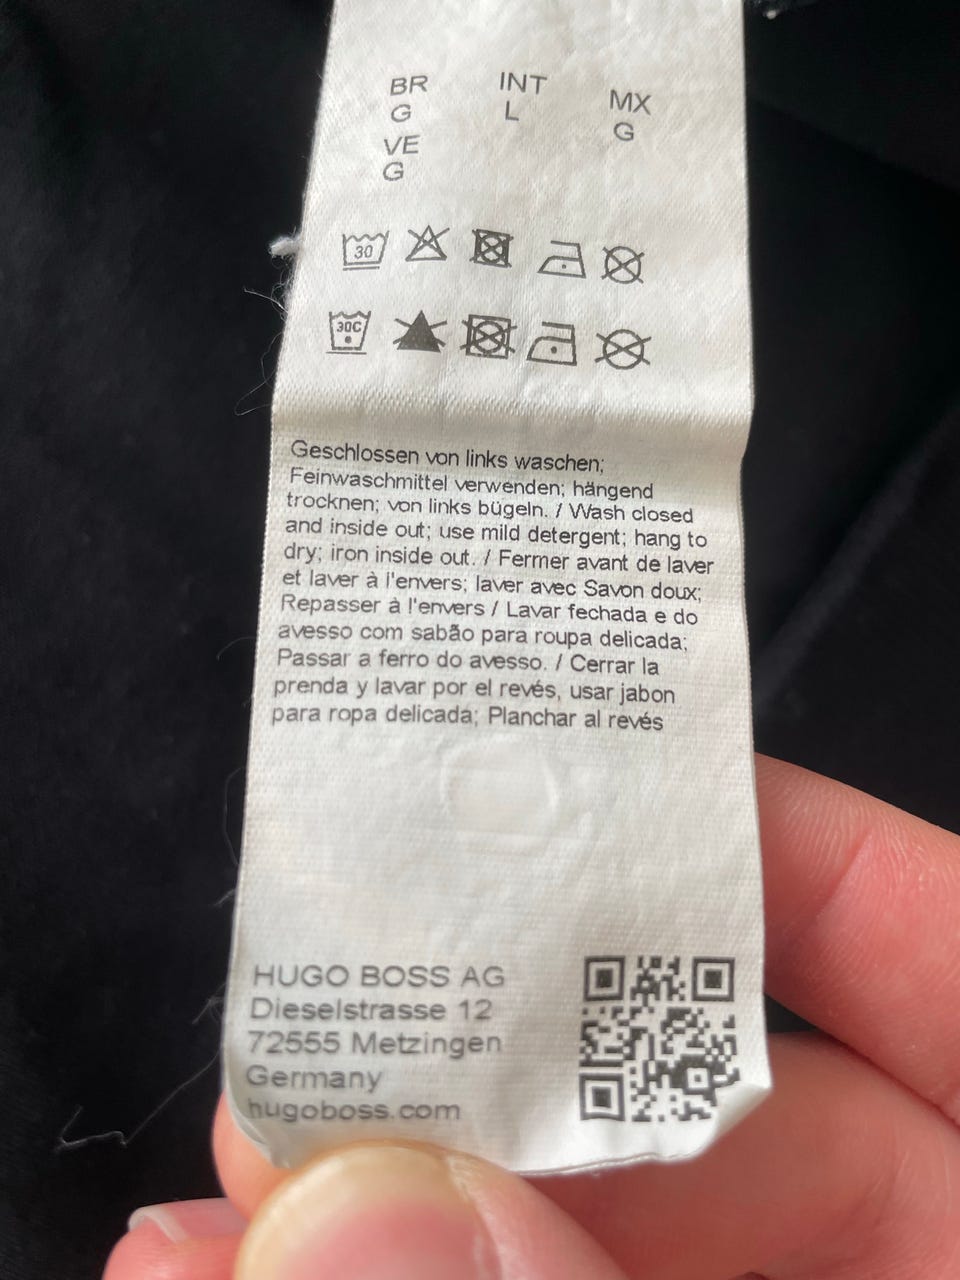 BR INT MX
G L G
VE
G
30
30C
Geschlossen von links waschen;
Feinwaschmittel verwenden; hängend
trocknen; von links bügeln. / Wash closed
and inside out; use mild detergent; hang to
dry; iron inside out. / Fermer avant de laver
et laver à l'envers; laver avec Savon doux;
Repasser à l'envers / Lavar fechada e do
avesso com sabão para roupa delicada;
Passar a ferro do avesso. / Cerrar la
prenda y lavar por el revés, usar jabon
para ropa delicada; Planchar al revés
HUGO BOSS AG
Dieselstrasse 12
72555 Metzingen
Germany
hugoboss.com